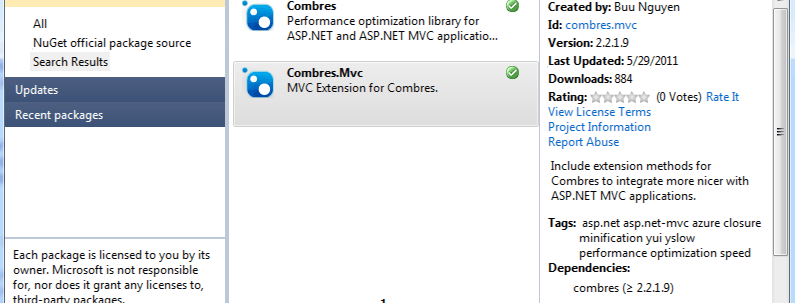 All
NuGet official package source
Search Results
Updates
Recent packages
Each package is licensed to you by its
owner. Microsoft is not responsible
for, nor does it grant any licenses to,
third-party packages.
Combres
Performance optimization library for
ASP.NET and ASP.NET MVC applicatio...
Combres.Mvc
MVC Extension for Combres.
Created by: Buu Nguyen
Id: combres.mvc
Version: 2.2.1.9
Last Updated: 5/29/2011
Downloads: 884
Rating: (0 Votes) Rate It
View License Terms
Project Information
Report Abuse
Include extension methods for
Combres to integrate more nicer with
ASP.NET MVC applications.
Tags: asp.net asp.net-mvc azure closure
minification yui yslow
performance optimization speed
Dependencies:
combres (≥ 2.2.1.9)